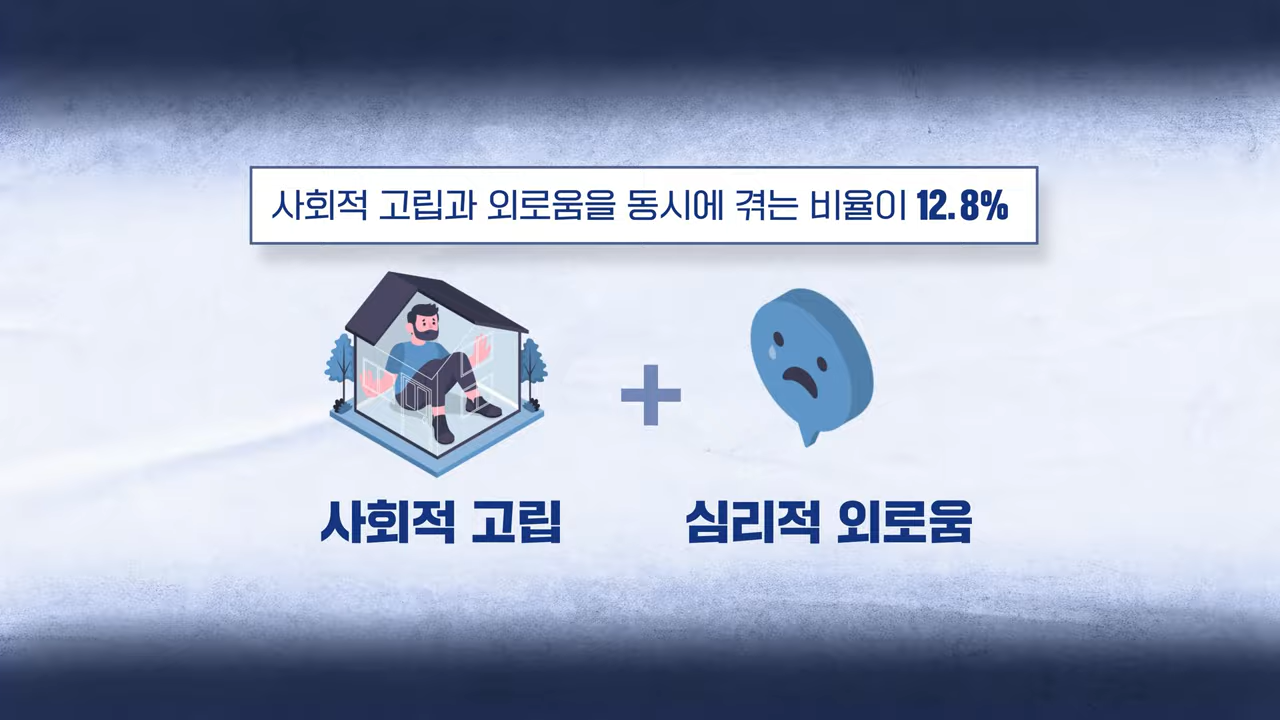 사회적 고립과 외로움을 동시에 겪는 비율이 12.8%
사회적 고립
+
심리적 외로움